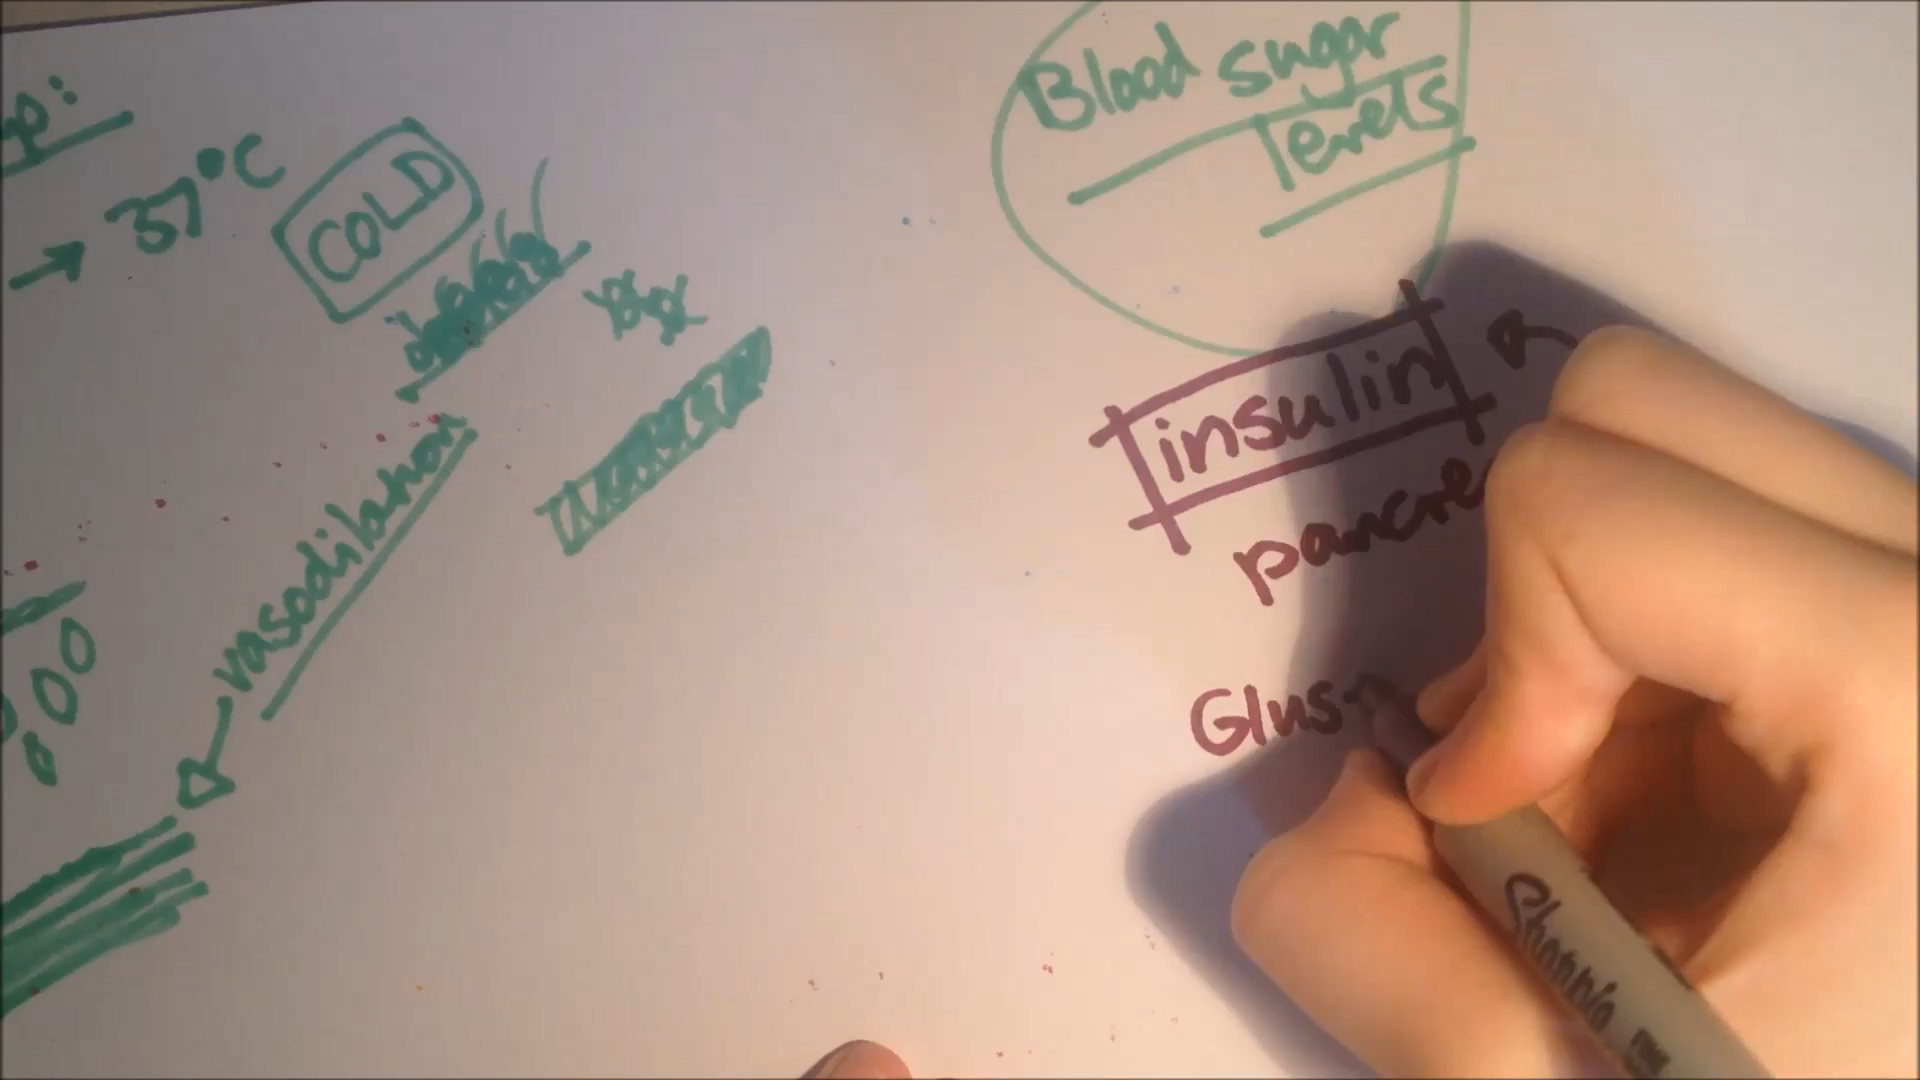 37°C
COLD
vasodilation
Blood sugar
levels
insulin
pancre
Glus
Sharpie